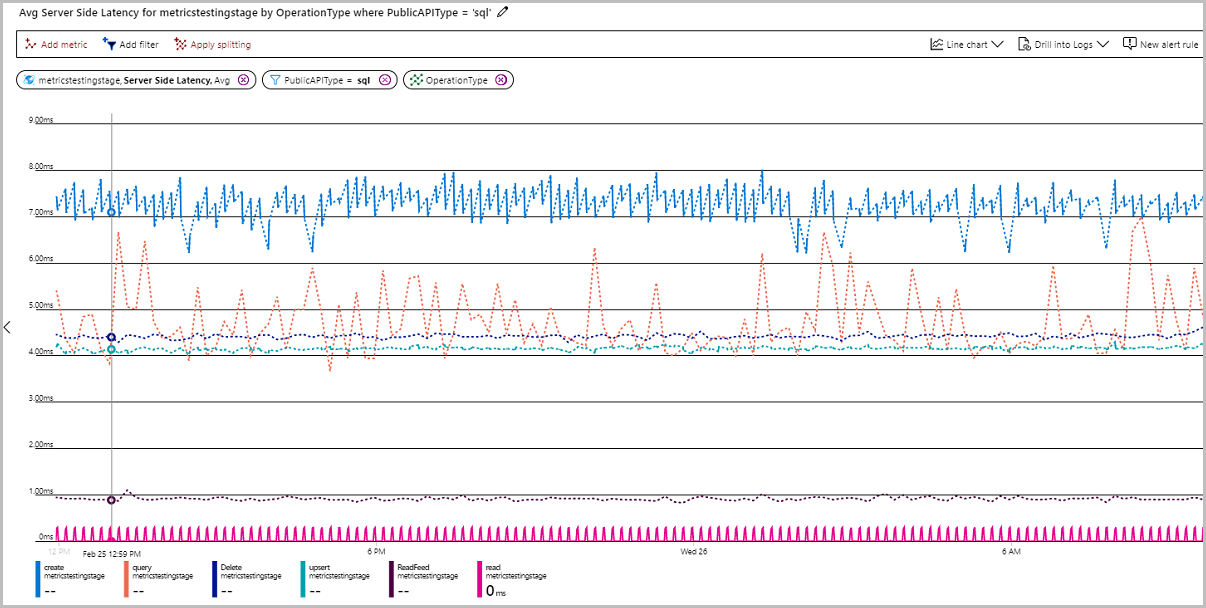 Avg Server Side Latency for metricstestingstage by OperationType where PublicAPIType = 'sql'
Add metric Add filter Apply splitting Line chart Drill into Logs New alert rule
metricstestingstage, Server Side Latency, Avg PublicAPIType = sql OperationType
9.00ms
8.00ms
7.00ms
6.00ms
5.00ms
4.00ms
3.00ms
2.00ms
1.00ms
0ms
12 PM Feb 25 12:59 PM 6 PM Wed 26 6 AM
create query Delete upsert ReadFeed read
metricstestingstage metricstestingstage metricstestingstage metricstestingstage metricstestingstage metricstestingstage
-- -- -- -- -- 0 ms